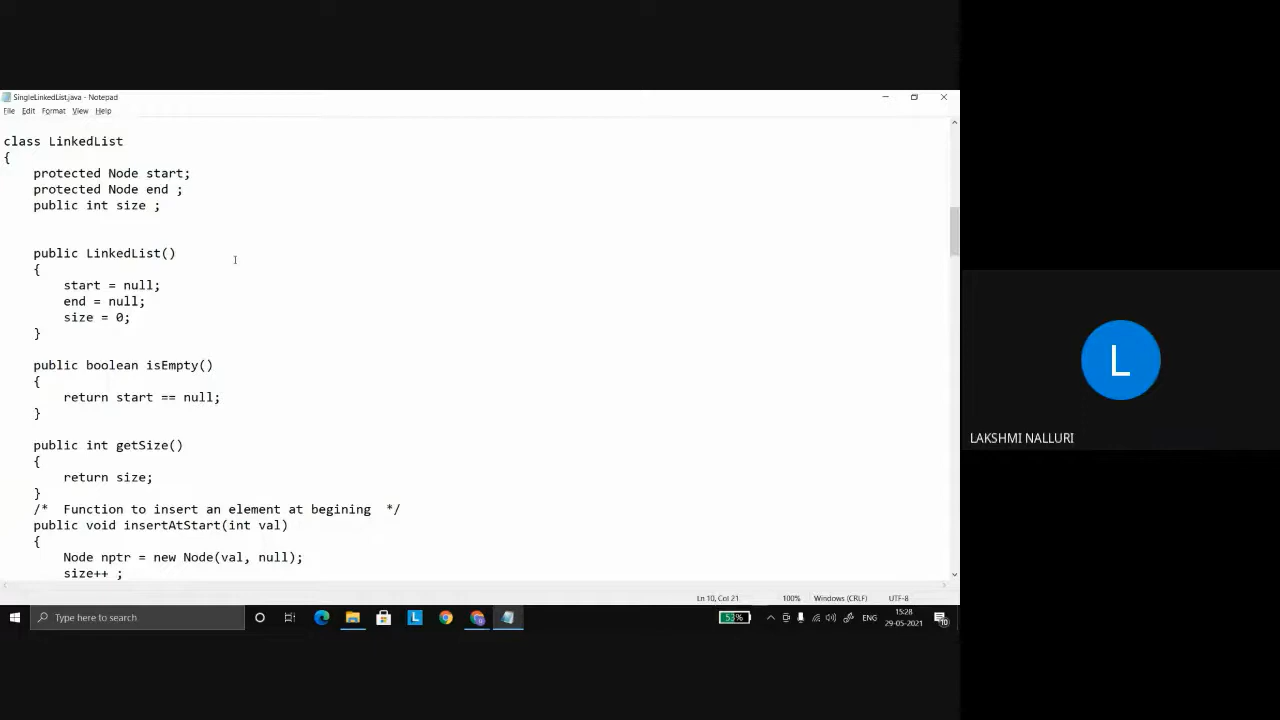 SingleLinkedList.java - Notepad
File Edit Format View Help
class LinkedList
{
protected Node start;
protected Node end ;
public int size ;
public LinkedList()
{
start = null;
end = null;
size = 0;
}
public boolean isEmpty()
{
return start == null;
}
public int getSize()
{
return size;
}
/* Function to insert an element at begining */
public void insertAtStart(int val)
{
Node nptr = new Node(val, null);
size++ ;
Ln 10, Col 21 100% Windows (CRLF) UTF-8
Type here to search
L
53%
ENG
15:28
29-05-2021
10
L
LAKSHMI NALLURI